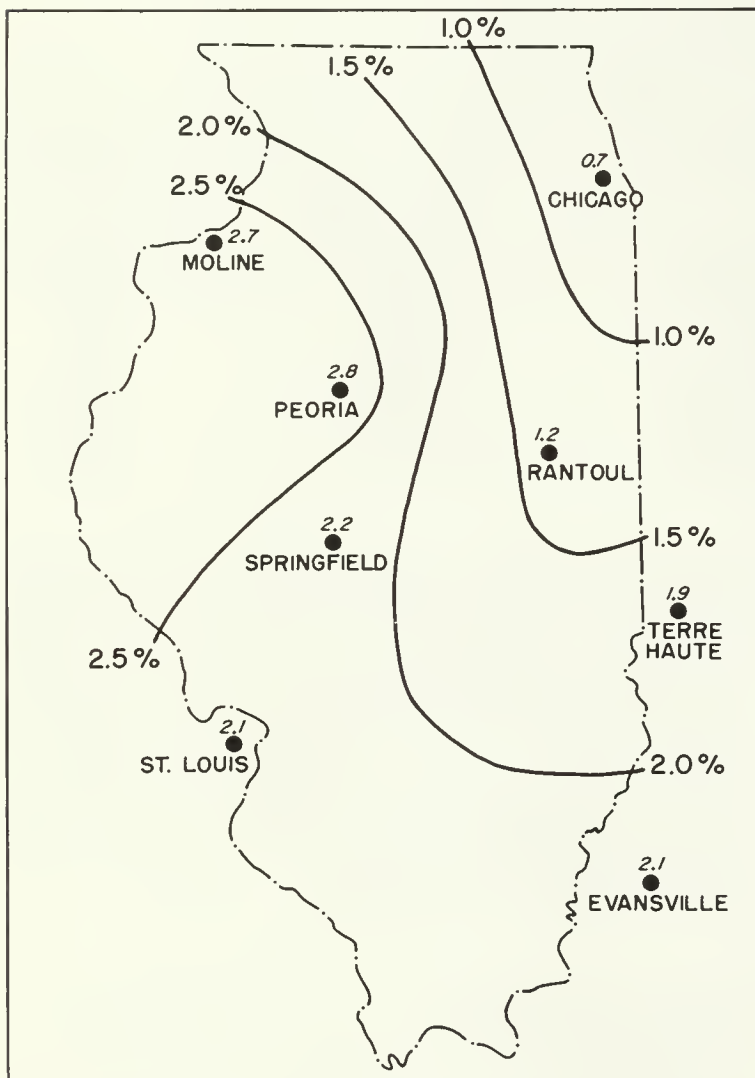 1.0%
1.5%
2.0%
2.5%
0.7
CHICAGO
2.7
MOLINE
1.0%
2.8
PEORIA
1.2
RANTOUL
2.2
SPRINGFIELD
1.5%
1.9
TERRE
HAUTE
2.5%
2.1
ST. LOUIS
2.0%
2.1
EVANSVILLE